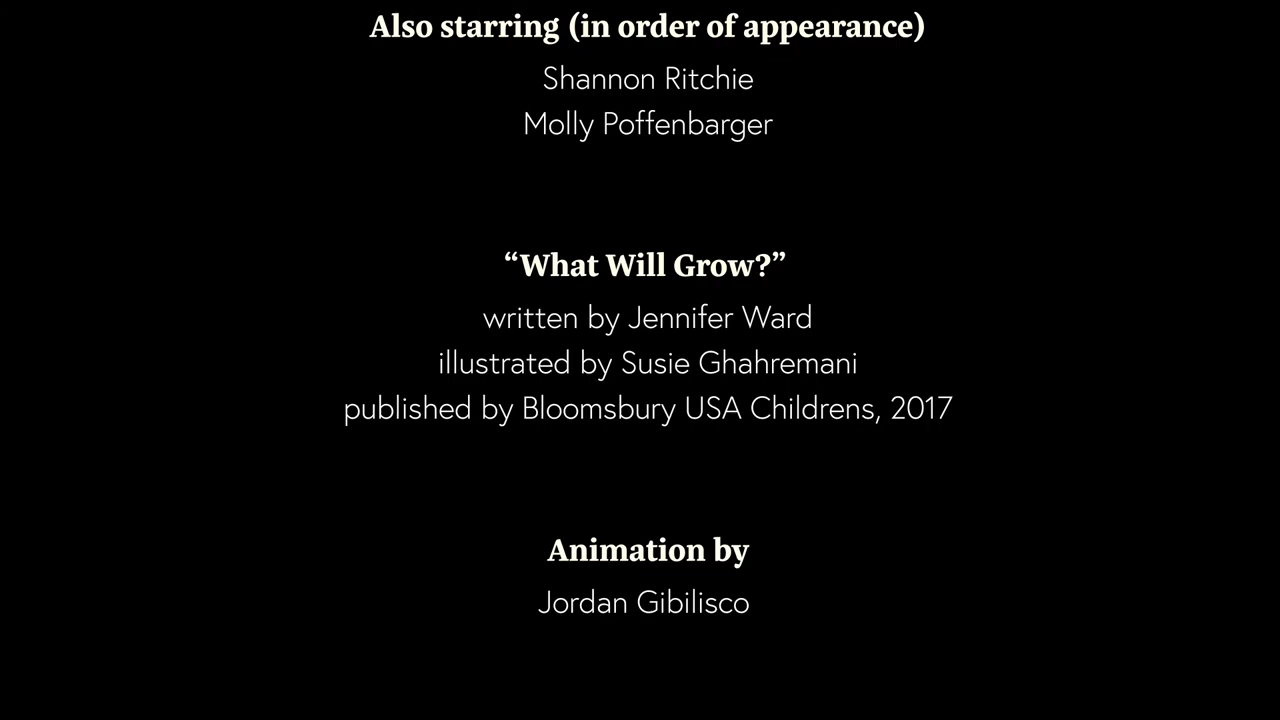 Also starring (in order of appearance)
Shannon Ritchie
Molly Poffenbarger
“What Will Grow?”
written by Jennifer Ward
illustrated by Susie Ghahremani
published by Bloomsbury USA Childrens, 2017
Animation by
Jordan Gibilisco